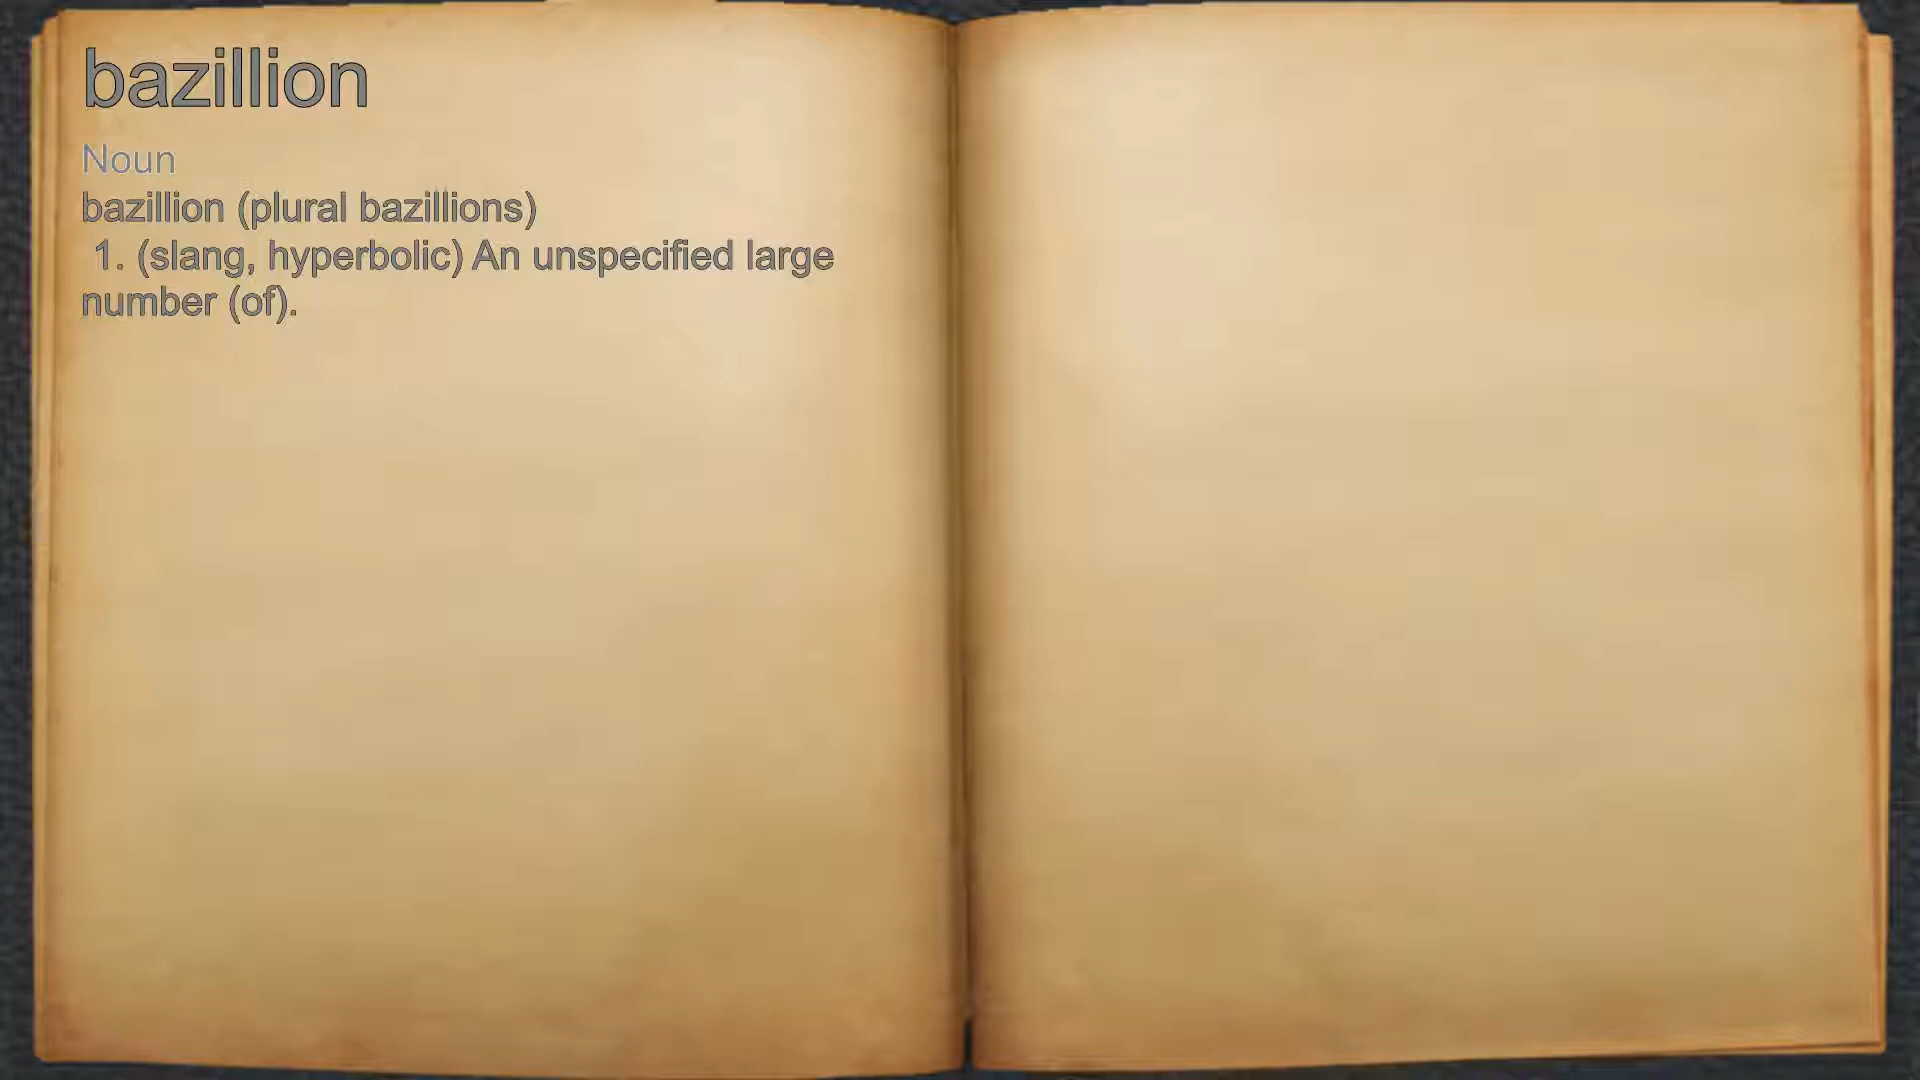 bazillion
Noun
bazillion (plural bazillions)
1. (slang, hyperbolic) An unspecified large
number (of).